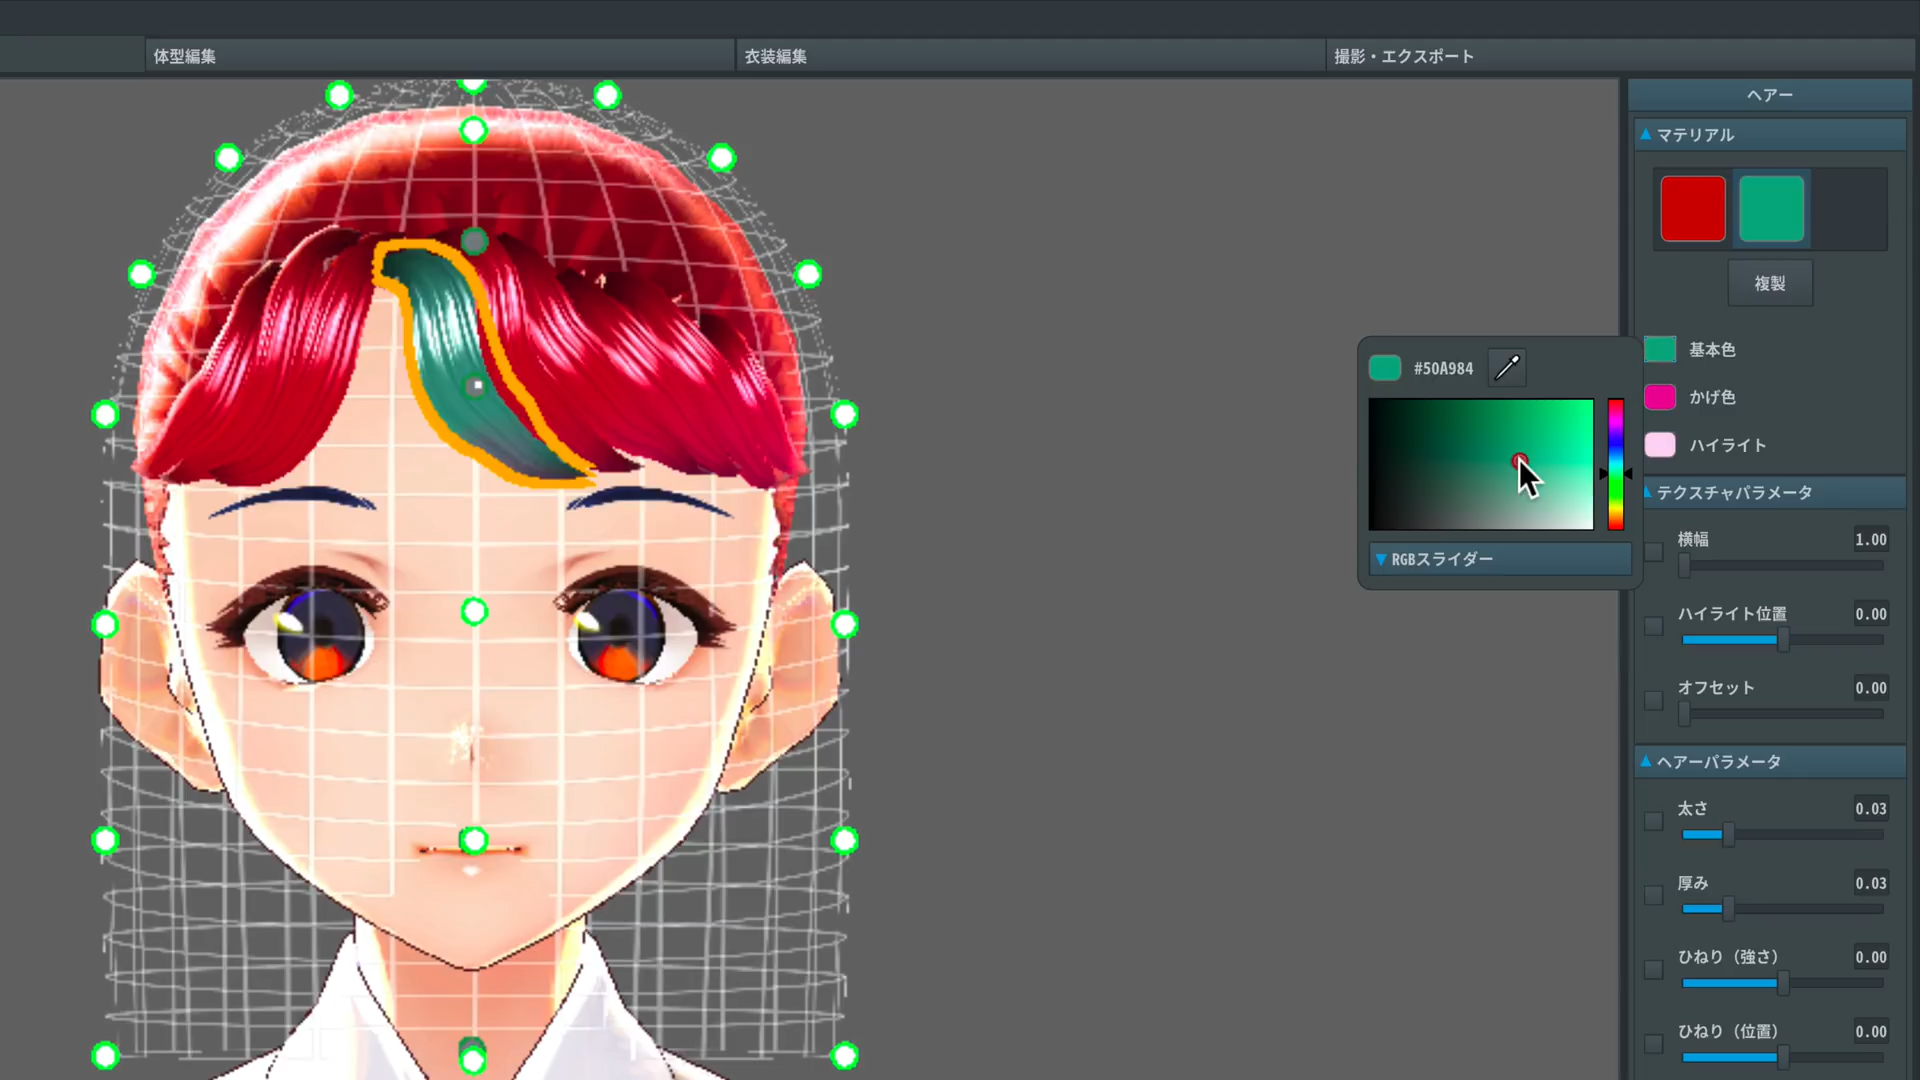 体型編集
衣装編集
撮影・エクスポート
ヘアー
マテリアル
複製
基本色
かげ色
ハイライト
#50A984
RGBスライダー
テクスチャパラメータ
横幅 1.00
ハイライト位置 0.00
オフセット 0.00
ヘアーパラメータ
太さ 0.03
厚み 0.03
ひねり（強さ） 0.00
ひねり（位置） 0.00